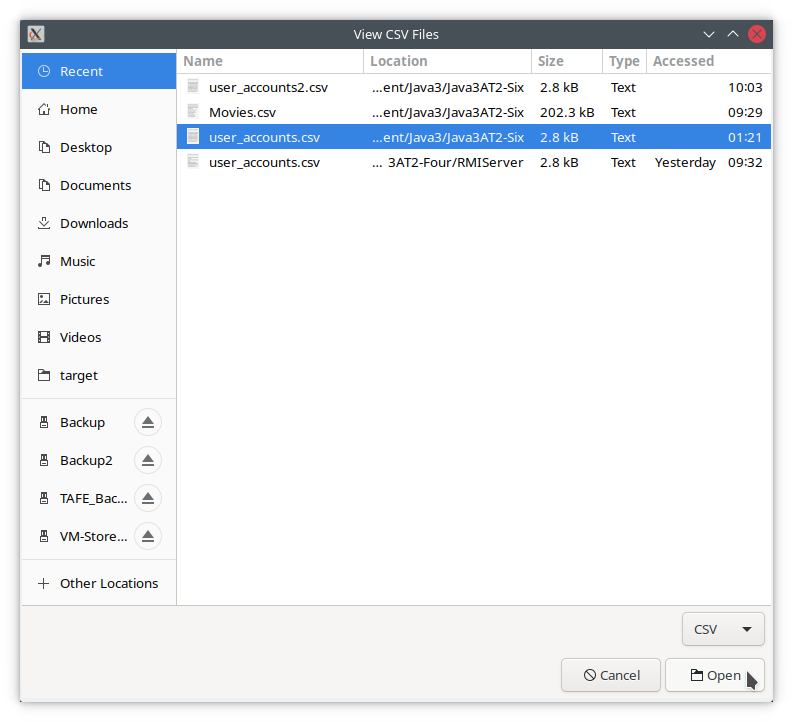 View CSV Files
Recent
Home
Desktop
Documents
Downloads
Music
Pictures
Videos
target
Backup
Backup2
TAFE_Bac...
VM-Store...
Other Locations
Name Location Size Type Accessed
user_accounts2.csv ...ent/Java3/Java3AT2-Six 2.8 kB Text 10:03
Movies.csv ...ent/Java3/Java3AT2-Six 202.3 kB Text 09:29
user_accounts.csv ...ent/Java3/Java3AT2-Six 2.8 kB Text 01:21
user_accounts.csv ... 3AT2-Four/RMIServer 2.8 kB Text Yesterday 09:32
CSV
Cancel Open